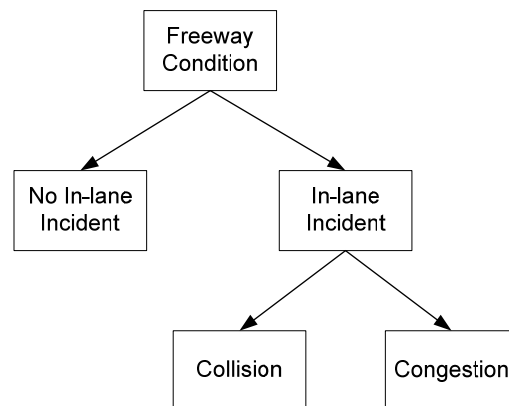 Freeway
Condition
No In-lane
Incident
In-lane
Incident
Collision
Congestion